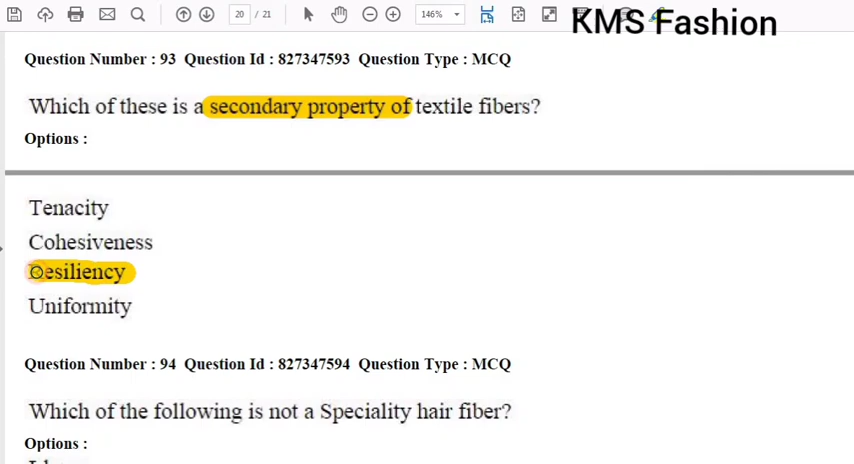 20 / 21
146%
KMS Fashion
Question Number : 93 Question Id : 827347593 Question Type : MCQ
Which of these is a secondary property of textile fibers?
Options :
Tenacity
Cohesiveness
Resiliency
Uniformity
Question Number : 94 Question Id : 827347594 Question Type : MCQ
Which of the following is not a Speciality hair fiber?
Options :